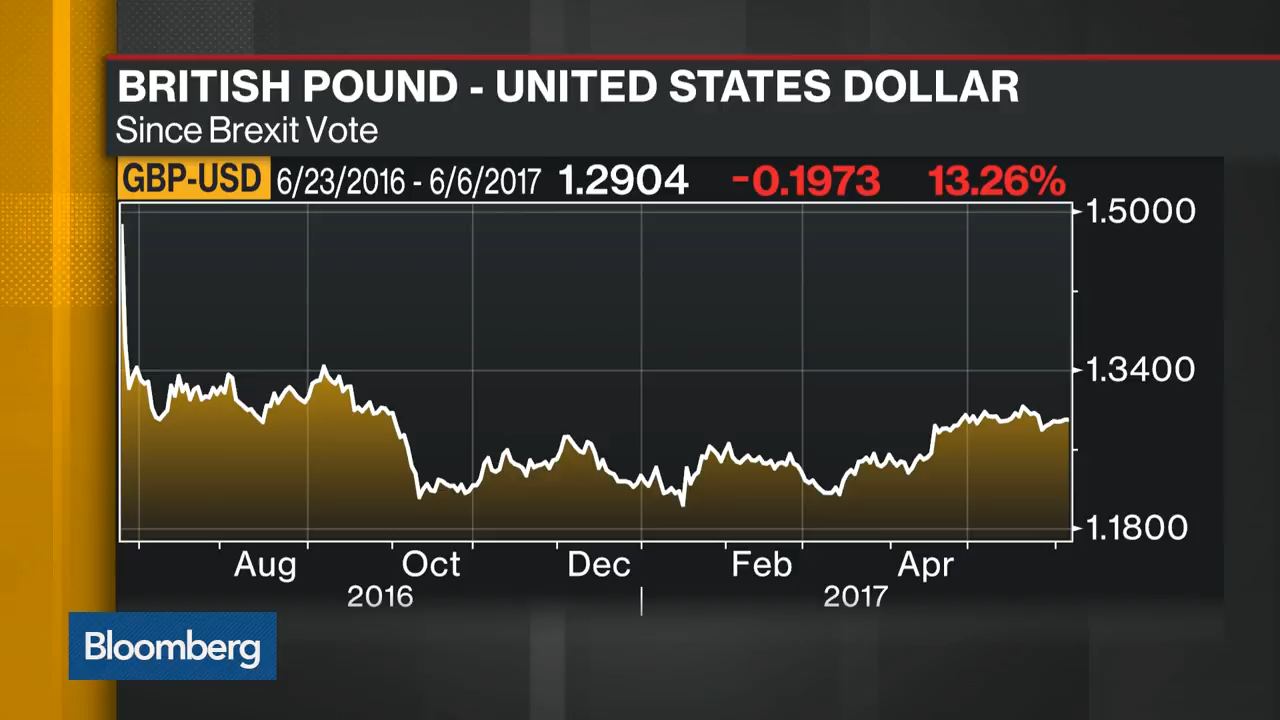 BRITISH POUND - UNITED STATES DOLLAR
Since Brexit Vote
GBP-USD 6/23/2016 - 6/6/2017 1.2904 -0.1973 13.26%
1.5000
1.3400
1.1800
Aug Oct Dec Feb Apr
2016 2017
Bloomberg